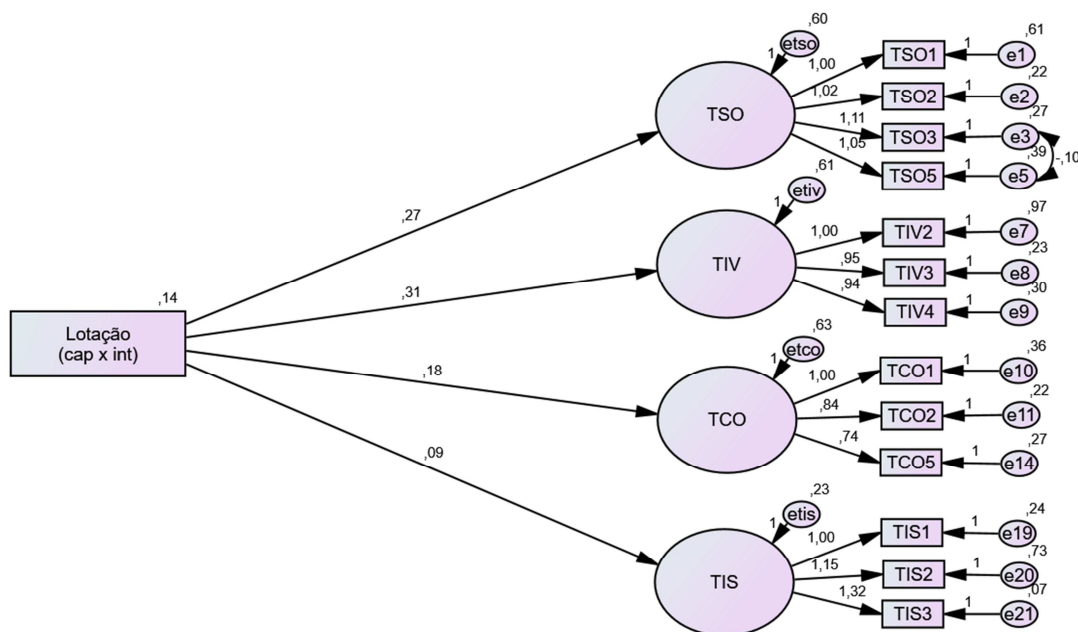 ,60
etso
1
,61
1,00
TSO1
1
e1
,22
1,02
TSO2
1
e2
TSO
,27
1,11
TSO3
1
e3
-,10
,39
1,05
TSO5
1
e5
,61
etiv
1
,97
,27
1,00
TIV2
1
e7
,23
TIV
,95
TIV3
1
e8
,31
,30
,94
TIV4
1
e9
,14
Lotação
(cap x int)
,63
etco
1
,36
,18
1,00
TCO1
1
e10
,22
TCO
,84
TCO2
1
e11
,27
,74
TCO5
1
e14
,09
,23
etis
1
,24
1,00
TIS1
1
e19
,73
TIS
1,15
TIS2
1
e20
,07
1,32
TIS3
1
e21